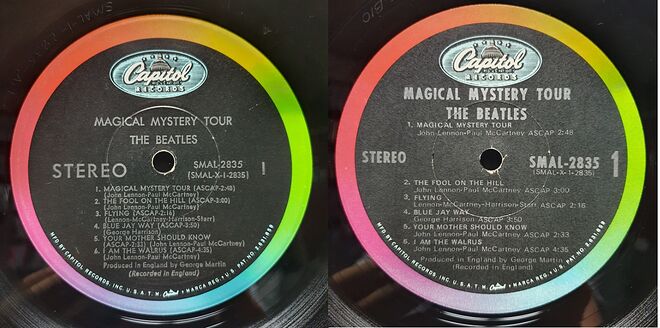 Capitol
RECORDS
MAGICAL MYSTERY TOUR
THE BEATLES
STEREO
SMAL-2835
(SMAL-X-1-2835)
1
1. MAGICAL MYSTERY TOUR (ASCAP-2:48)
(John Lennon-Paul McCartney)
2. THE FOOL ON THE HILL (ASCAP-3:00)
(John Lennon-Paul McCartney)
3. FLYING (ASCAP-2:16)
(Lennon-McCartney-Harrison-Starr)
4. BLUE JAY WAY (ASCAP-3:50)
(George Harrison)
5. YOUR MOTHER SHOULD KNOW
(ASCAP-2:33) (John Lennon-Paul McCartney)
6. I AM THE WALRUS (ASCAP-4:35)
(John Lennon-Paul McCartney)
Produced in England by George Martin
(Recorded in England)
MFD BY CAPITOL RECORDS, INC. U.S.A. T.M. Capitol MARCA REG. • U.S. PAT. NO. 2,631,859
Capitol
RECORDS
MAGICAL MYSTERY TOUR
THE BEATLES
1. MAGICAL MYSTERY TOUR
John Lennon-Paul McCartney ASCAP 2:48
STEREO
SMAL-2835
(SMAL-X-1-2835)
1
2. THE FOOL ON THE HILL
John Lennon-Paul McCartney ASCAP 3:00
3. FLYING
Lennon-McCartney-Harrison-Starr ASCAP 2:16
4. BLUE JAY WAY
George Harrison ASCAP 3:50
5. YOUR MOTHER SHOULD KNOW
John Lennon-Paul McCartney ASCAP 2:33
6. I AM THE WALRUS
John Lennon-Paul McCartney ASCAP 4:35
Produced in England by George Martin
(Recorded in England)
MFD. BY CAPITOL RECORDS, INC. U.S.A. T.M. Capitol MARCA REG. • U.S. PAT. NO. 2,631,859